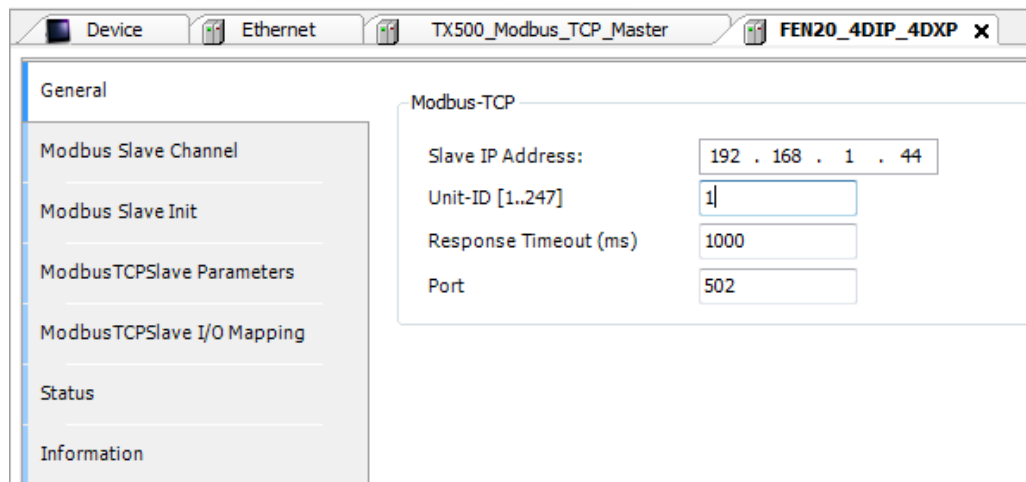 Device Ethernet TX500_Modbus_TCP_Master FEN20_4DIP_4DXP
General
Modbus Slave Channel
Modbus Slave Init
ModbusTCPSlave Parameters
ModbusTCPSlave I/O Mapping
Status
Information
Modbus-TCP
Slave IP Address: 192 . 168 . 1 . 44
Unit-ID [1..247] 1
Response Timeout (ms) 1000
Port 502